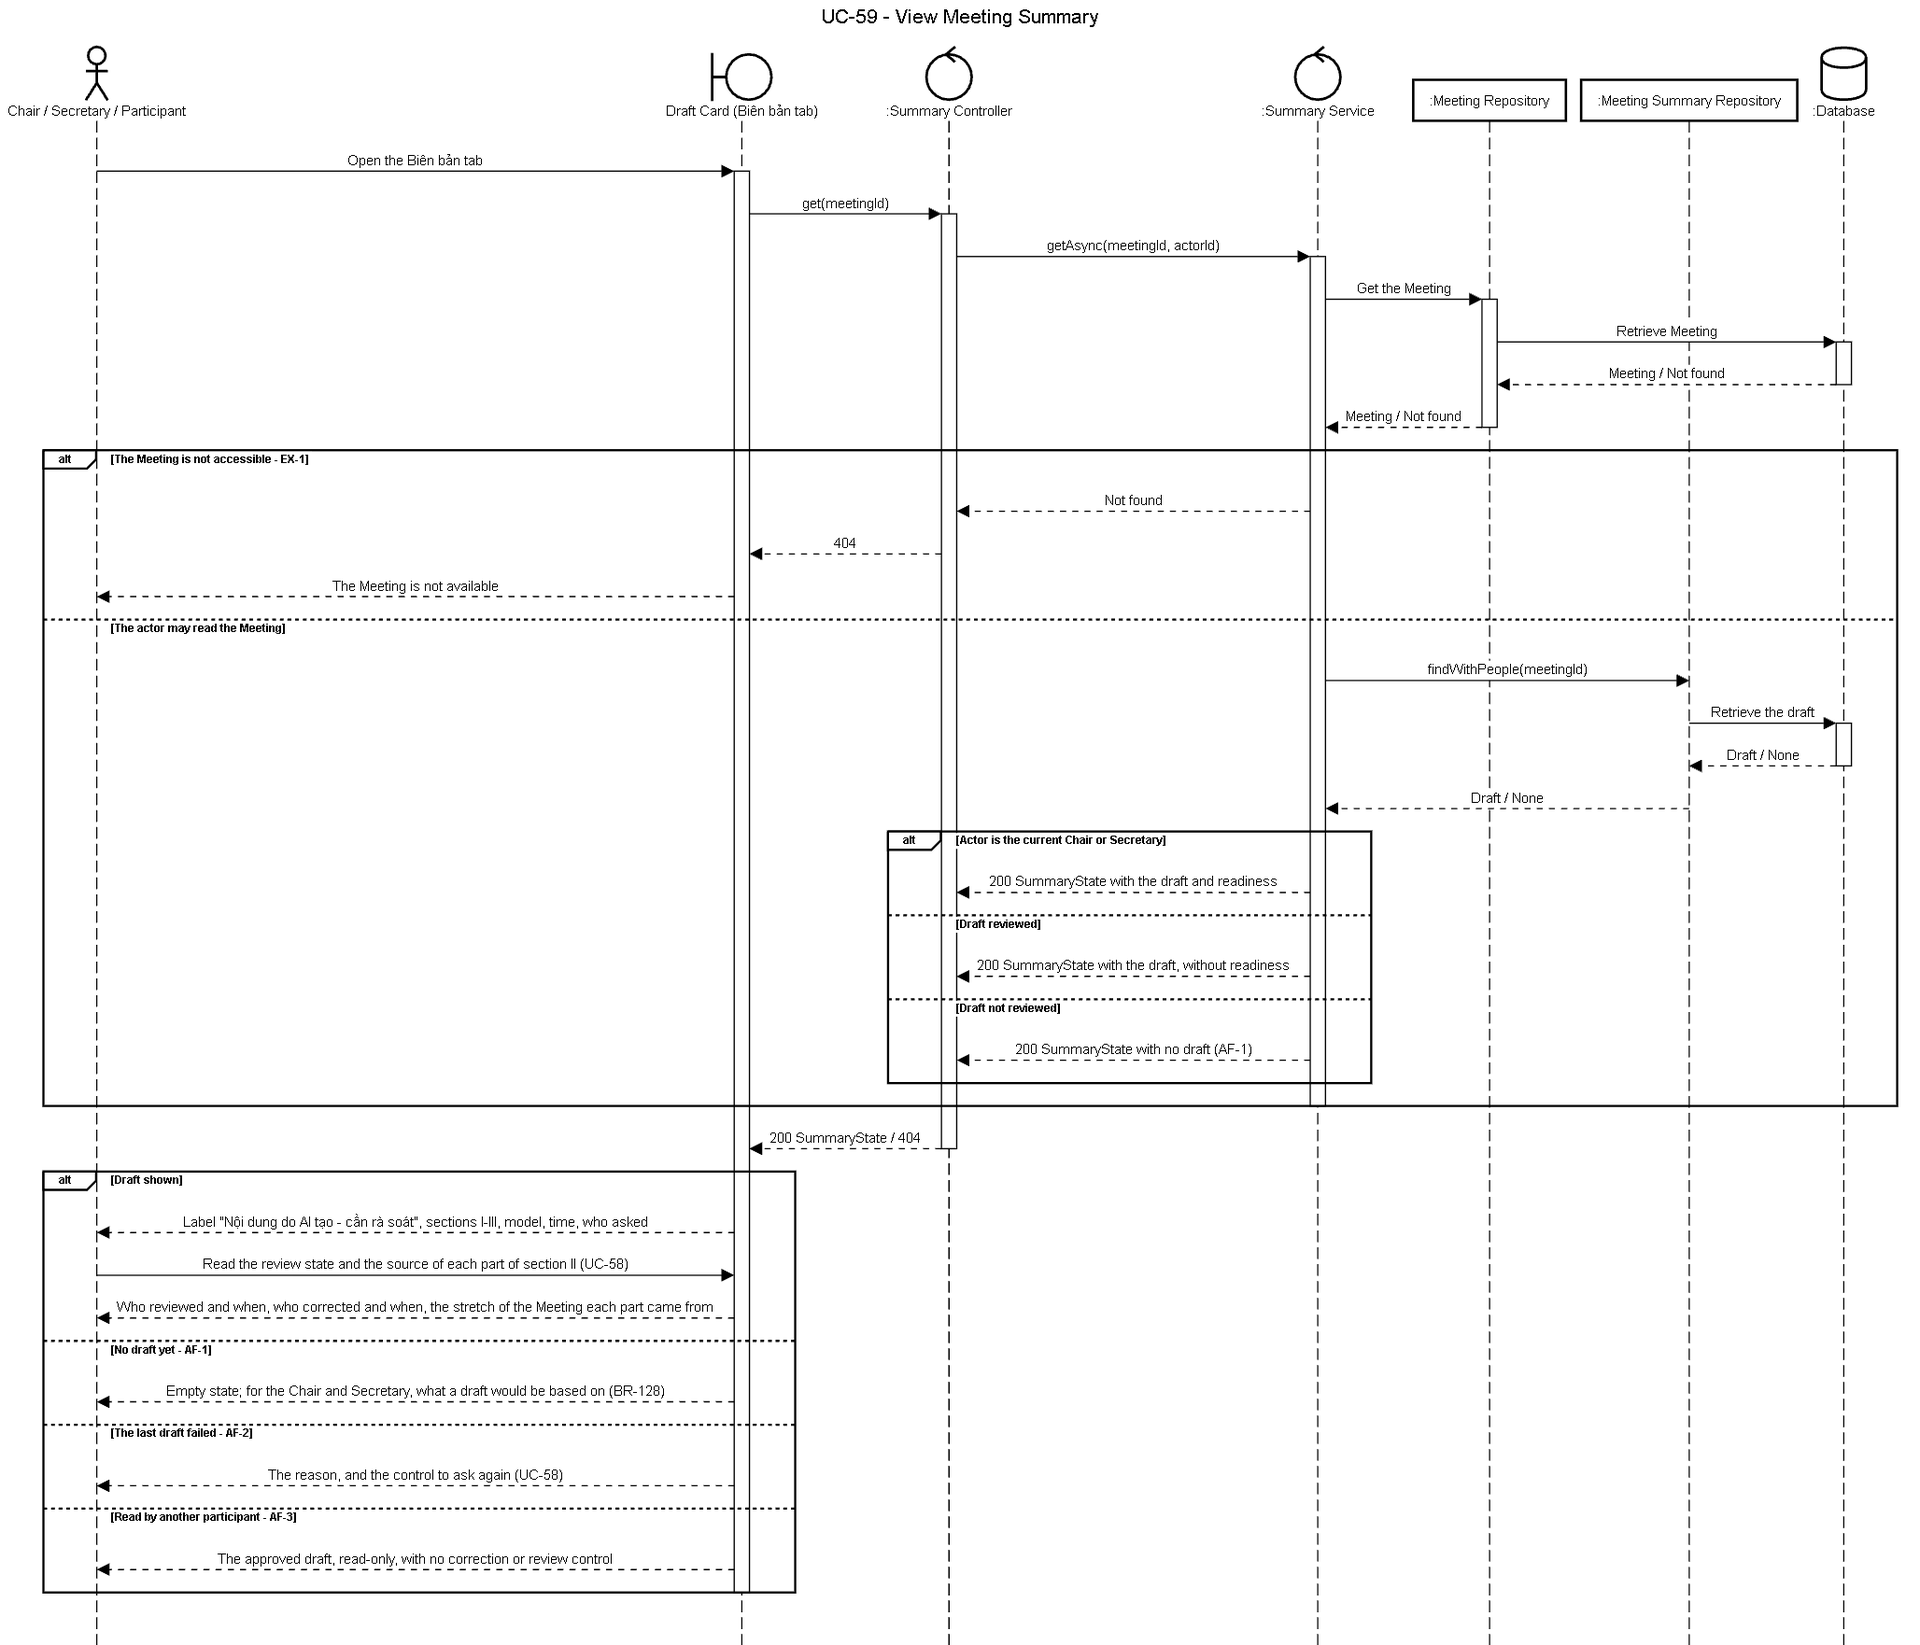 UC-59 - View Meeting Summary
Chair / Secretary / Participant
Draft Card (Biên bản tab)
:Summary Controller
:Summary Service
:Meeting Repository
:Meeting Summary Repository
:Database
Open the Biên bản tab
get(meetingId)
getAsync(meetingId, actorId)
Get the Meeting
Retrieve Meeting
Meeting / Not found
Meeting / Not found
alt
[The Meeting is not accessible - EX-1]
Not found
404
The Meeting is not available
[The actor may read the Meeting]
findWithPeople(meetingId)
Retrieve the draft
Draft / None
Draft / None
alt
[Actor is the current Chair or Secretary]
200 SummaryState with the draft and readiness
[Draft reviewed]
200 SummaryState with the draft, without readiness
[Draft not reviewed]
200 SummaryState with no draft (AF-1)
200 SummaryState / 404
alt
[Draft shown]
Label "Nội dung do AI tạo - cần rà soát", sections I-III, model, time, who asked
Read the review state and the source of each part of section II (UC-58)
Who reviewed and when, who corrected and when, the stretch of the Meeting each part came from
[No draft yet - AF-1]
Empty state; for the Chair and Secretary, what a draft would be based on (BR-128)
[The last draft failed - AF-2]
The reason, and the control to ask again (UC-58)
[Read by another participant - AF-3]
The approved draft, read-only, with no correction or review control